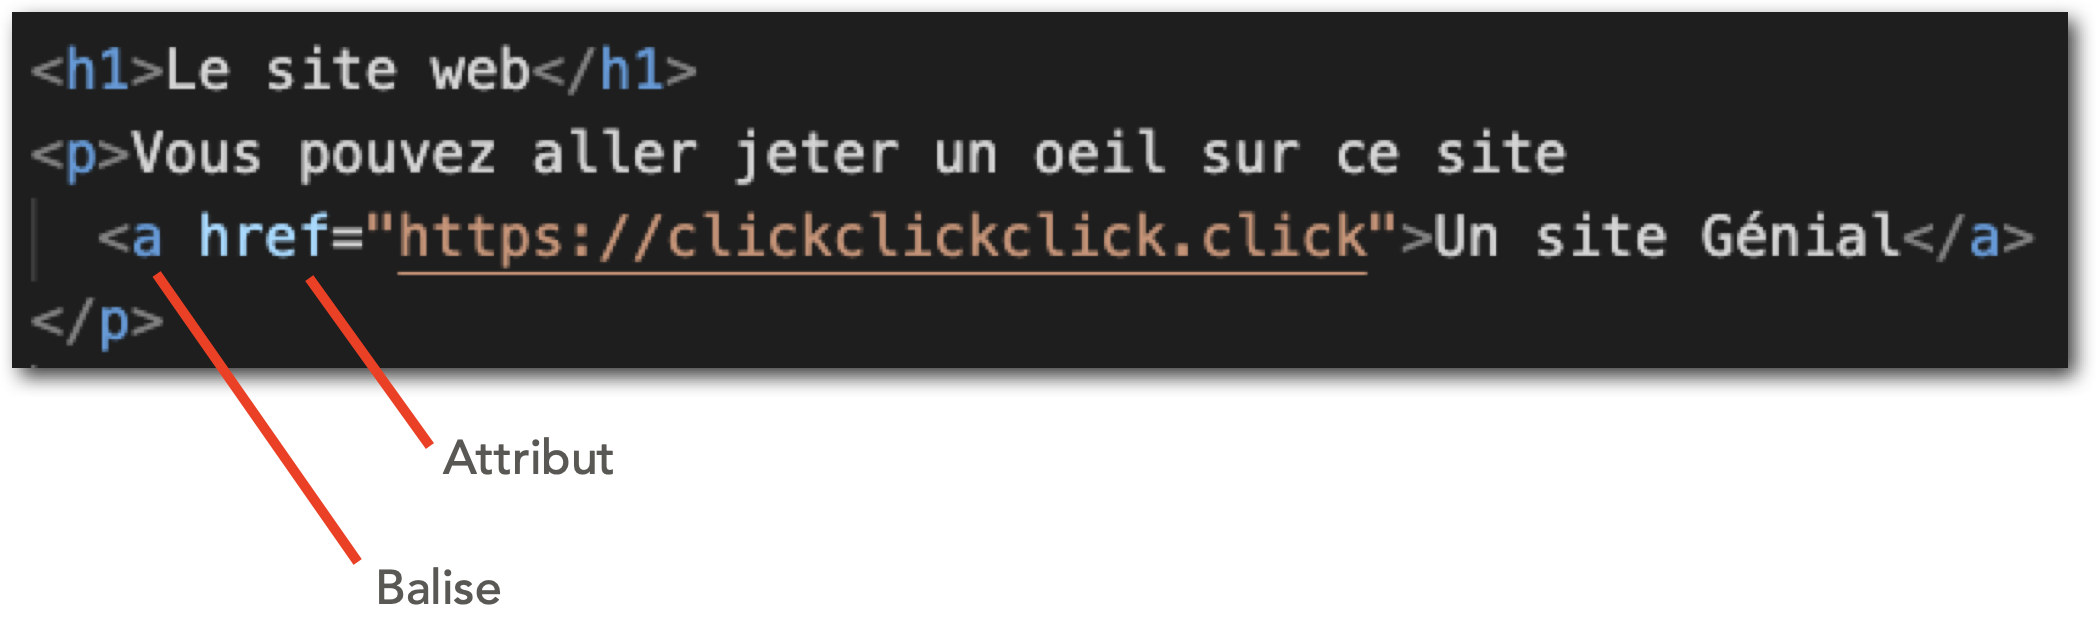 <h1>Le site web</h1>
<p>Vous pouvez aller jeter un oeil sur ce site
<a href="https://clickclickclick.click">Un site Génial</a>
</p>
Attribut
Balise